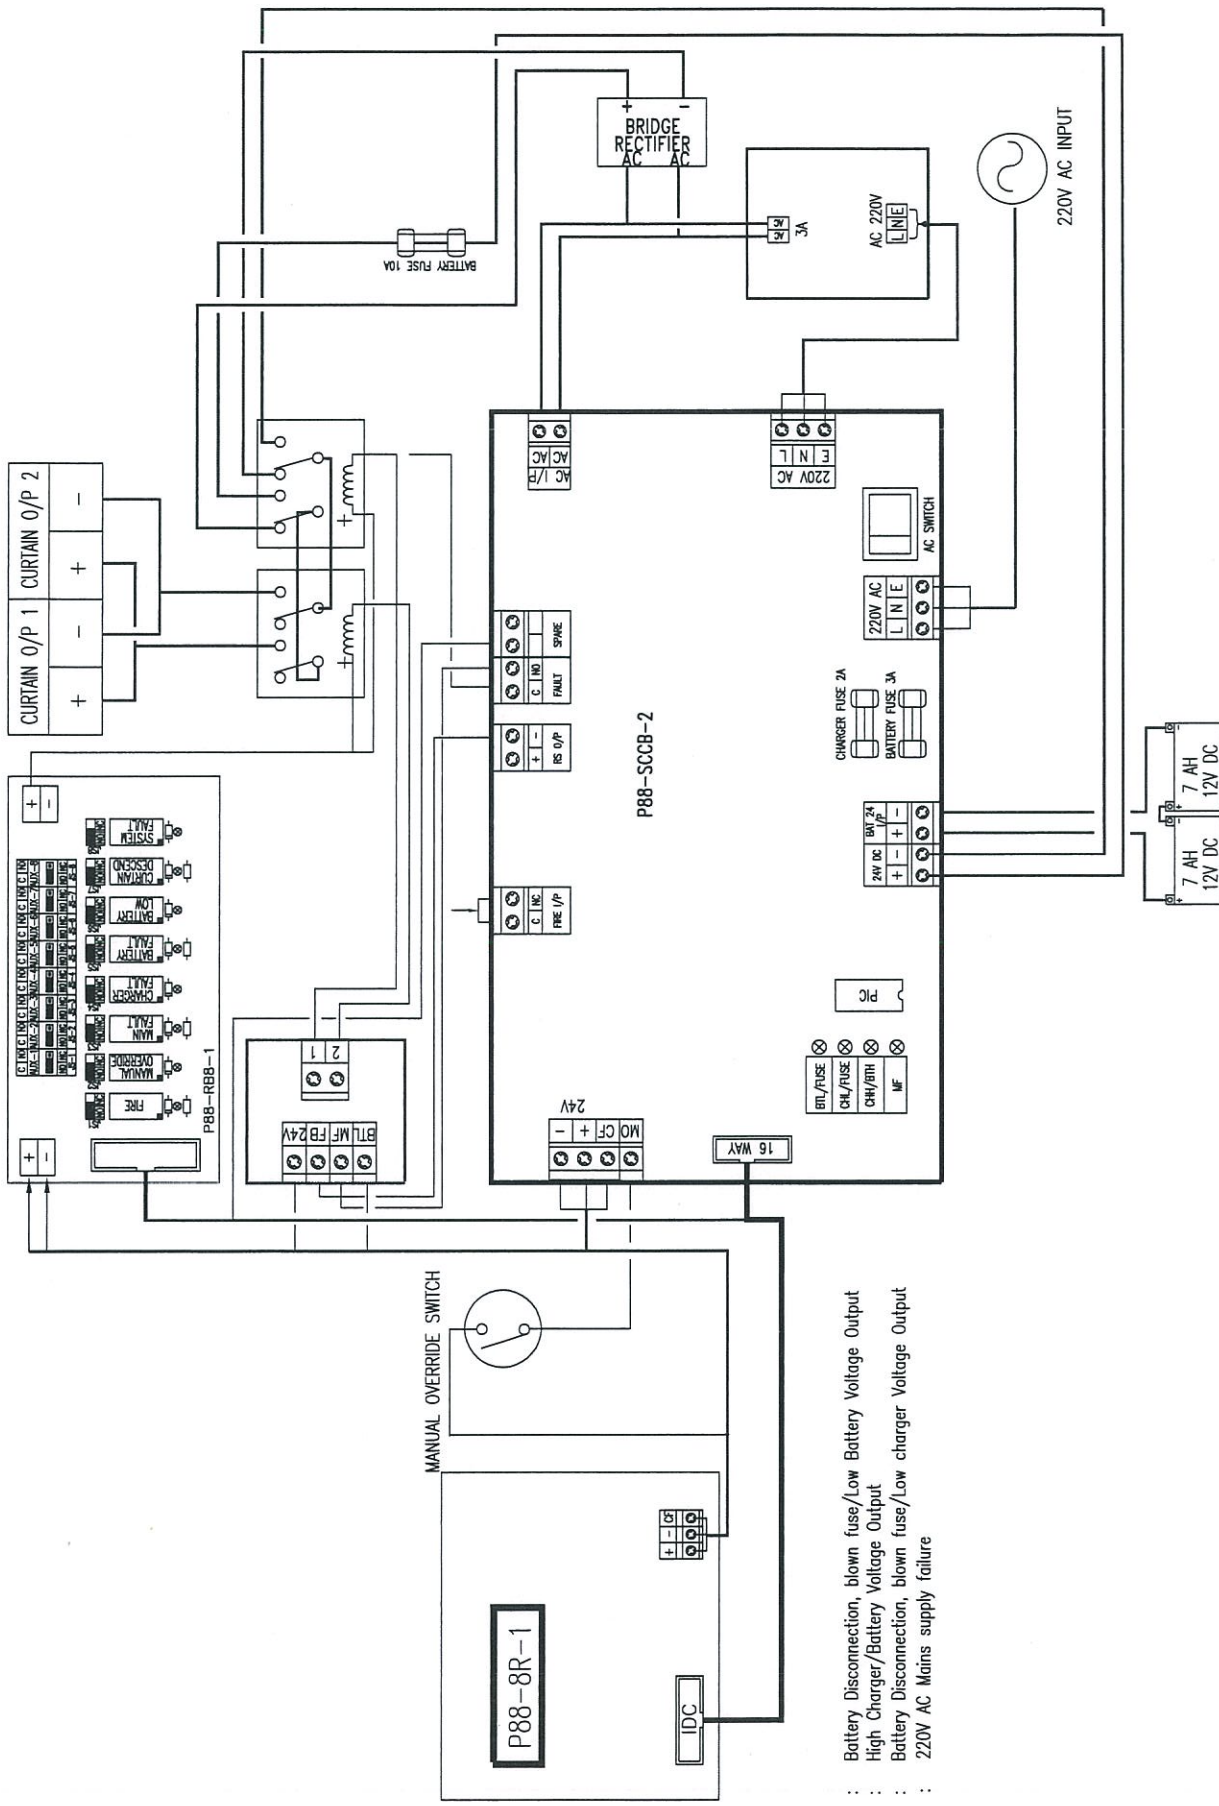 CURTAIN O/P 1
CURTAIN O/P 2
+
-
+
-
BRIDGE
RECTIFIER
+
-
AC
AC
BATTERY FUSE 10A
AC
AC
3A
AC 220V
L N E
220V AC INPUT
+
-
SYSTEM
FAULT
CURTAIN
DESCEND
BATTERY
LOW
BATTERY
FAULT
CHARGER
FAULT
MAIN
FAULT
MANUAL
OVERRIDE
FIRE
P88-RB8-1
+
-
+
+
1
2
24V
FB
MF
BTL
P88-SCCB-2
AC I/P
AC AC
220V AC
L N E
AC SWITCH
220V AC
L N E
SPARE
C NO
FAULT
+ -
RS O/P
C NC
FIRE I/P
CHARGER FUSE 2A
BATTERY FUSE 3A
24V DC
+ -
BAT 24
I/P
+ -
PIC
BTL/FUSE
CHL/FUSE
CHH/BTH
MF
24V
- + CF MO
16 WAY
7 AH
12V DC
7 AH
12V DC
MANUAL OVERRIDE SWITCH
P88-8R-1
+ - CF
IDC
: Battery Disconnection, blown fuse/Low Battery Voltage Output
: High Charger/Battery Voltage Output
: Battery Disconnection, blown fuse/Low charger Voltage Output
: 220V AC Mains supply failure